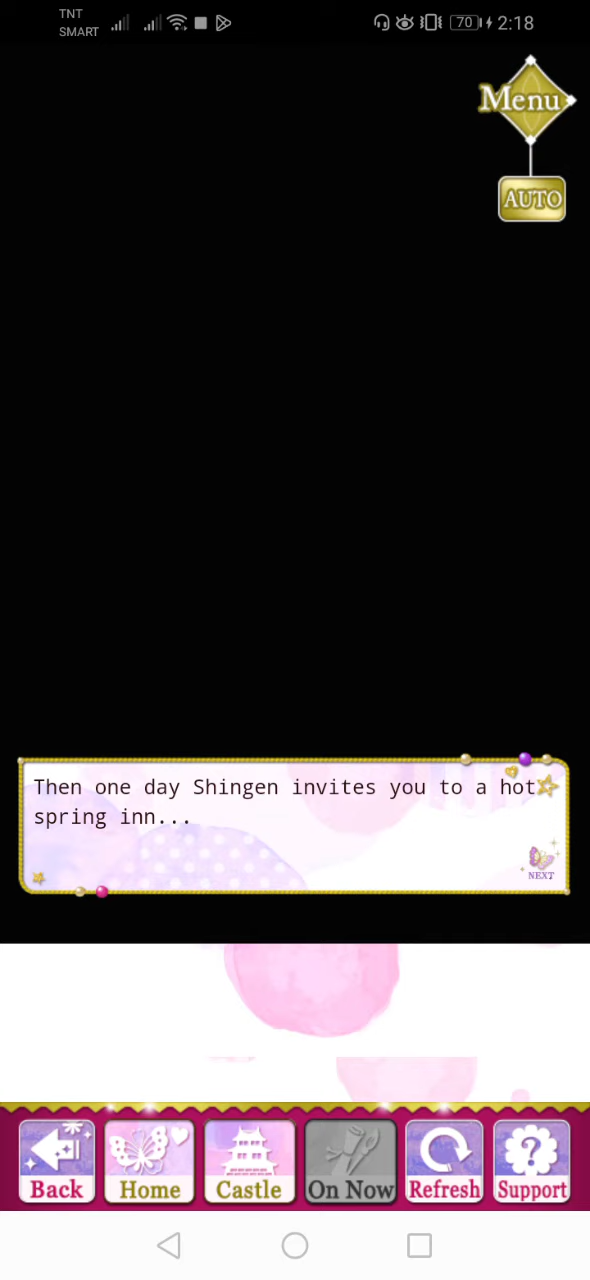 TNT
SMART
70
2:18
Menu
AUTO
Then one day Shingen invites you to a hot
spring inn...
NEXT
Back
Home
Castle
On Now
Refresh
Support